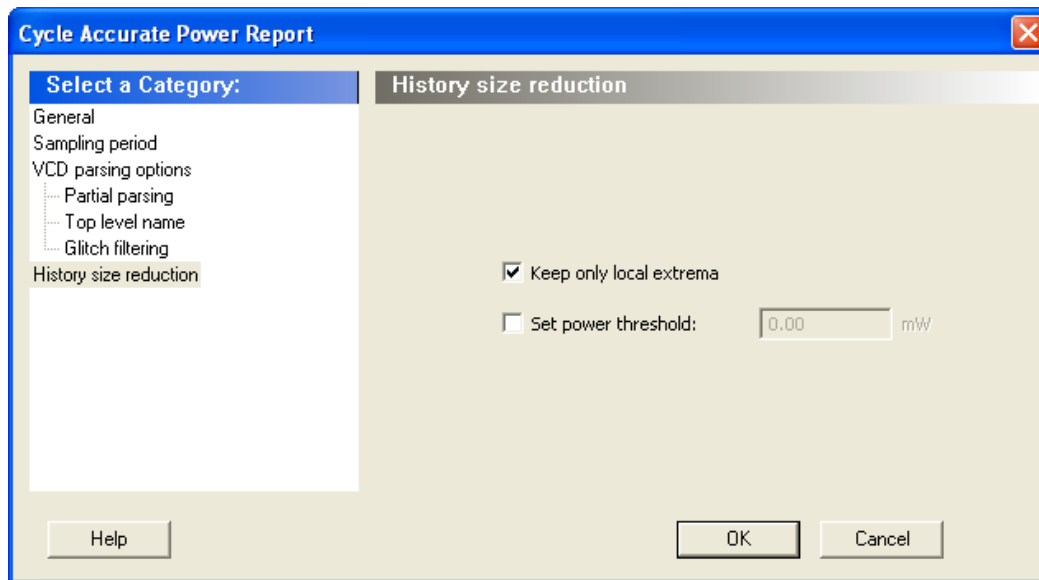 Cycle Accurate Power Report
Select a Category:
General
Sampling period
VCD parsing options
Partial parsing
Top level name
Glitch filtering
History size reduction
History size reduction
Keep only local extrema
Set power threshold: 0.00 mW
Help
OK
Cancel